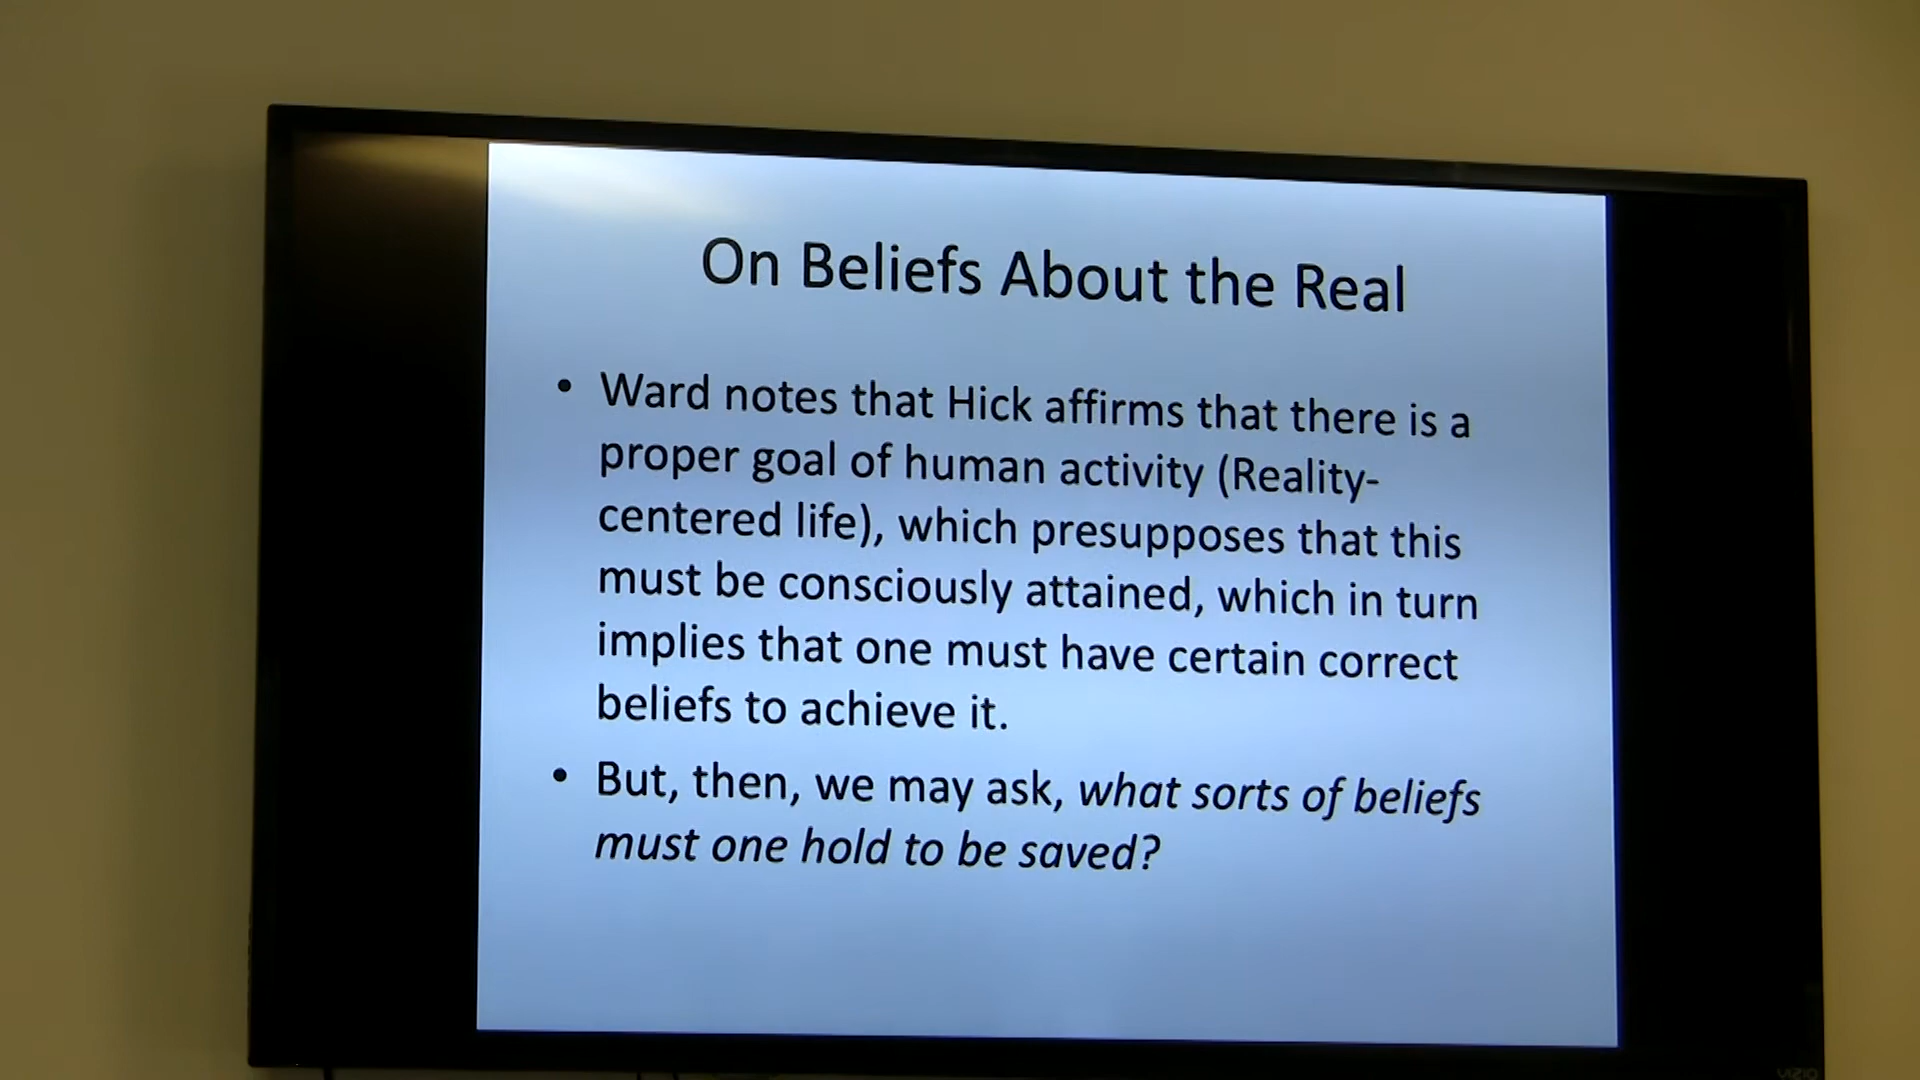 On Beliefs About the Real
• Ward notes that Hick affirms that there is a
proper goal of human activity (Reality-
centered life), which presupposes that this
must be consciously attained, which in turn
implies that one must have certain correct
beliefs to achieve it.
• But, then, we may ask, what sorts of beliefs
must one hold to be saved?
VIZIO